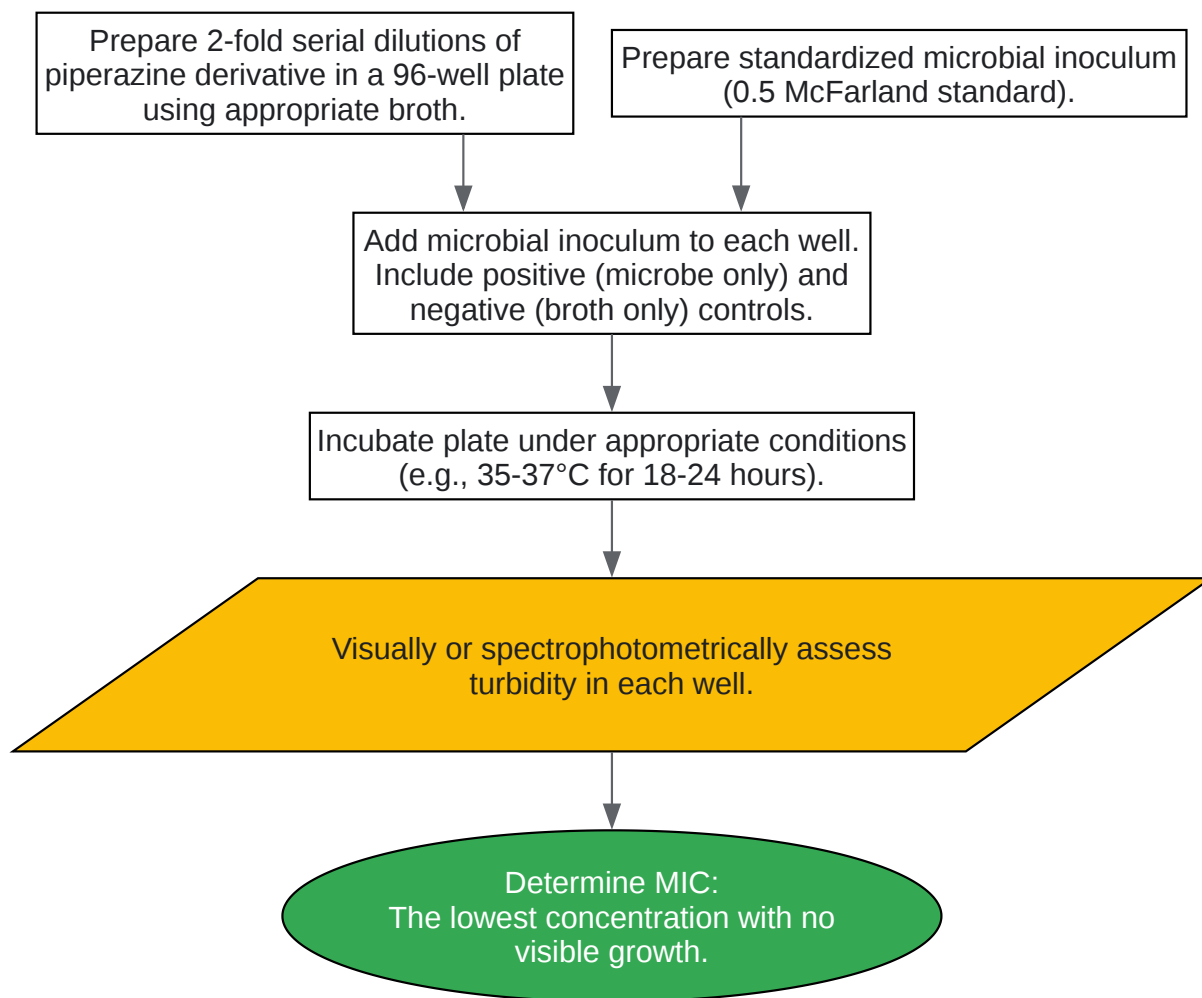 Prepare 2-fold serial dilutions of
piperazine derivative in a 96-well plate
using appropriate broth.
Prepare standardized microbial inoculum
(0.5 McFarland standard).
Add microbial inoculum to each well.
Include positive (microbe only) and
negative (broth only) controls.
Incubate plate under appropriate conditions
(e.g., 35-37°C for 18-24 hours).
Visually or spectrophotometrically assess
turbidity in each well.
Determine MIC:
The lowest concentration with no
visible growth.